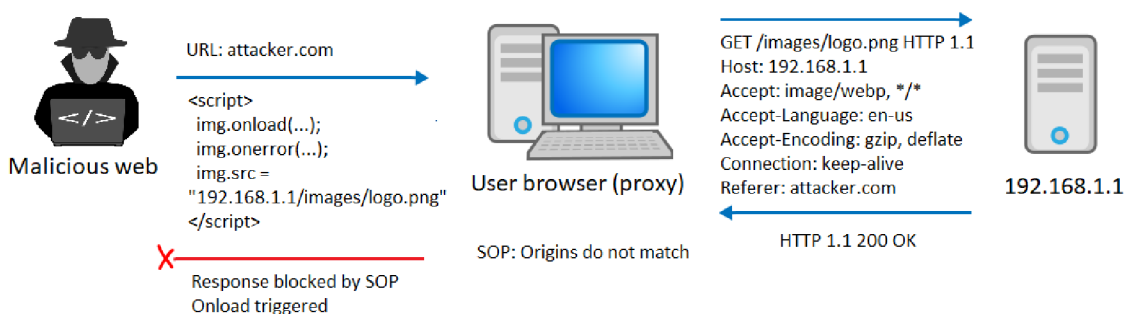 </>
Malicious web
URL: attacker.com
<script>
img.onload(...);
img.onerror(...);
img.src =
"192.168.1.1/images/logo.png"
</script>
Response blocked by SOP
Onload triggered
User browser (proxy)
SOP: Origins do not match
GET /images/logo.png HTTP 1.1
Host: 192.168.1.1
Accept: image/webp, */*
Accept-Language: en-us
Accept-Encoding: gzip, deflate
Connection: keep-alive
Referer: attacker.com
HTTP 1.1 200 OK
192.168.1.1